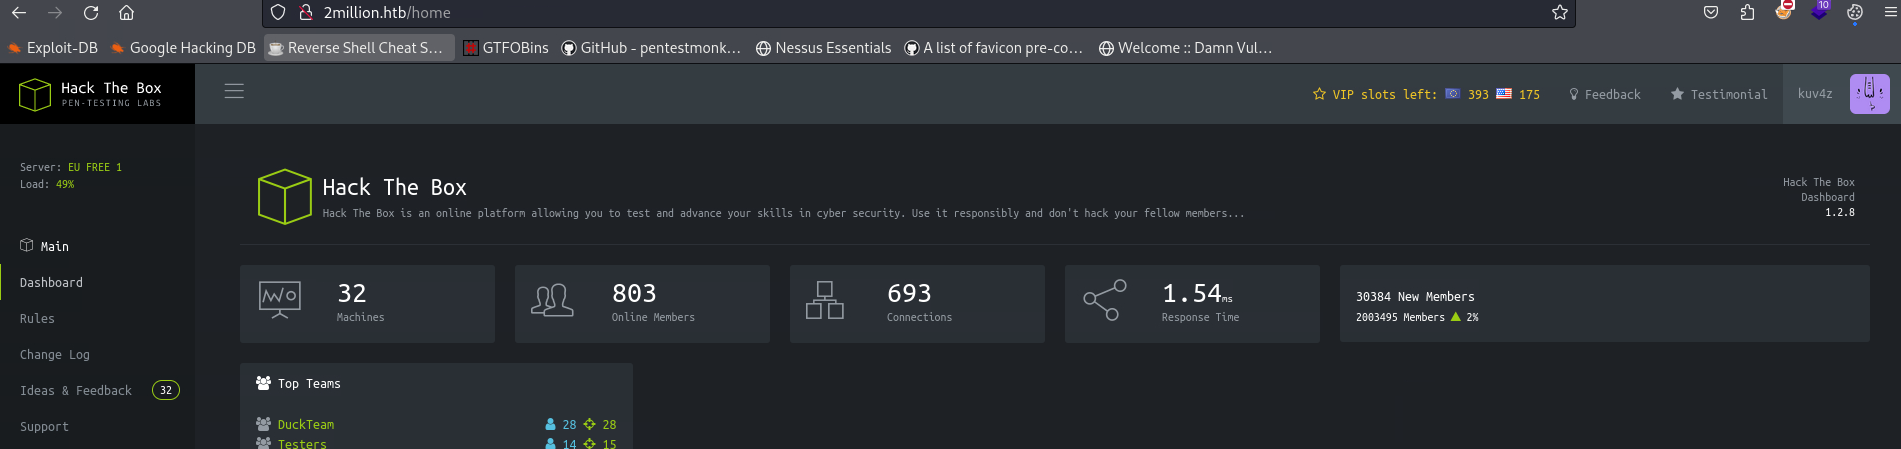 2million.htb/home
10
Exploit-DB Google Hacking DB Reverse Shell Cheat S... GTFOBins GitHub - pentestmonk... Nessus Essentials A list of favicon pre-co... Welcome :: Damn Vul...
Hack The Box
PEN-TESTING LABS
VIP slots left: 393 175 Feedback Testimonial kuv4z
Server: EU FREE 1
Load: 49%
Main
Dashboard
Rules
Change Log
Ideas & Feedback 32
Support
Hack The Box
Hack The Box is an online platform allowing you to test and advance your skills in cyber security. Use it responsibly and don't hack your fellow members...
Hack The Box
Dashboard
1.2.8
32
Machines
803
Online Members
693
Connections
1.54ms
Response Time
30384 New Members
2003495 Members 2%
Top Teams
DuckTeam 28 28
Testers 14 15